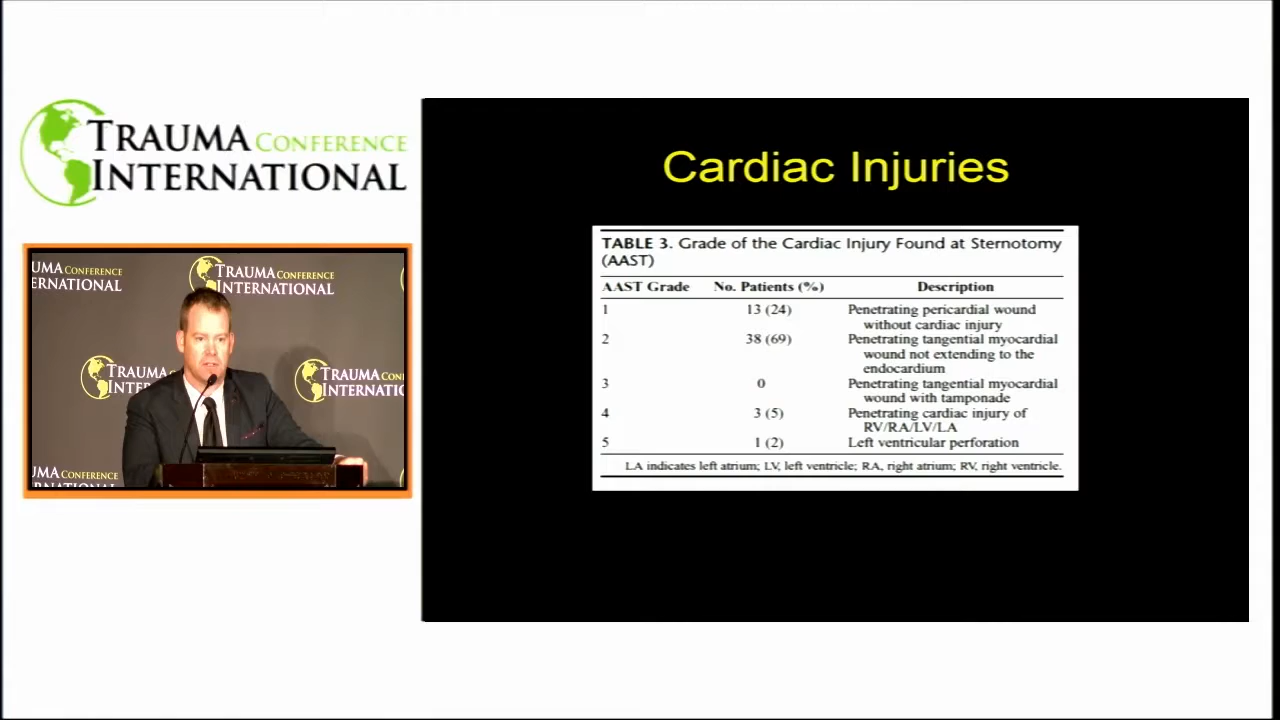 TRAUMA CONFERENCE
INTERNATIONAL
UMA CONFERENCE
ERNATIONAL
TRAUMA CONFERENCE
INTERNATIONAL
TRAUMA
INTERNAT
TRAUMA CONF
INTERNATION
UMA CONFERENCE
RNATIONAL
Cardiac Injuries
TABLE 3. Grade of the Cardiac Injury Found at Sternotomy
(AAST)
AAST Grade No. Patients (%) Description
1 13 (24) Penetrating pericardial wound
without cardiac injury
2 38 (69) Penetrating tangential myocardial
wound not extending to the
endocardium
3 0 Penetrating tangential myocardial
wound with tamponade
4 3 (5) Penetrating cardiac injury of
RV/RA/LV/LA
5 1 (2) Left ventricular perforation
LA indicates left atrium; LV, left ventricle; RA, right atrium; RV, right ventricle.